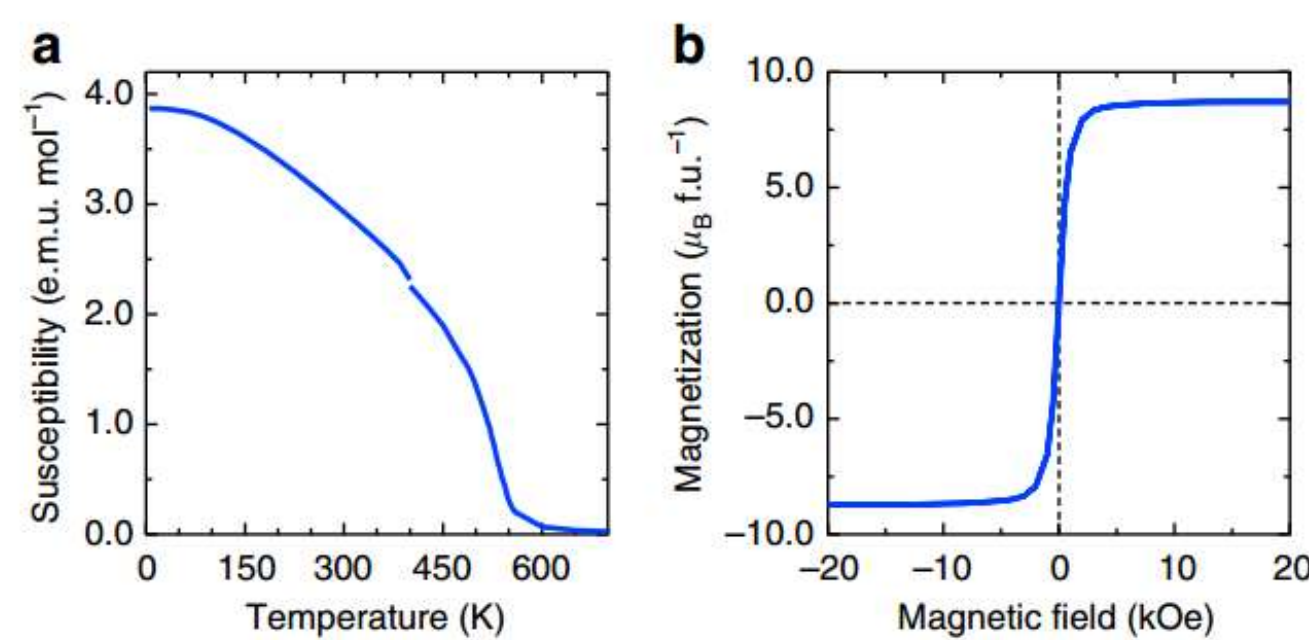 a
Susceptibility (e.m.u. mol⁻¹)
4.0
3.0
2.0
1.0
0.0
0 150 300 450 600
Temperature (K)
b
Magnetization (μB f.u.⁻¹)
10.0
5.0
0.0
–5.0
–10.0
–20 –10 0 10 20
Magnetic field (kOe)